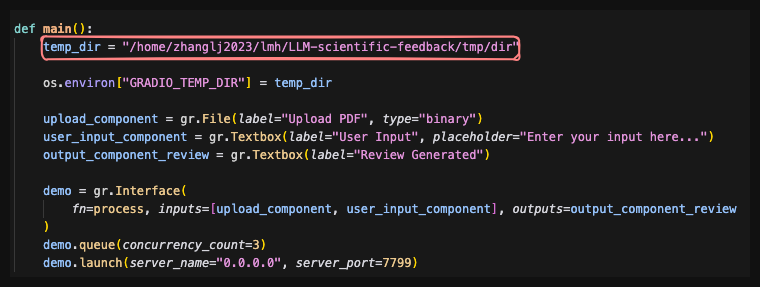 def main():
    temp_dir = "/home/zhanglj2023/lmh/LLM-scientific-feedback/tmp/dir"
    os.environ["GRADIO_TEMP_DIR"] = temp_dir
    upload_component = gr.File(label="Upload PDF", type="binary")
    user_input_component = gr.Textbox(label="User Input", placeholder="Enter your input here...")
    output_component_review = gr.Textbox(label="Review Generated")
    demo = gr.Interface(
        fn=process, inputs=[upload_component, user_input_component], outputs=output_component_review
    )
    demo.queue(concurrency_count=3)
    demo.launch(server_name="0.0.0.0", server_port=7799)